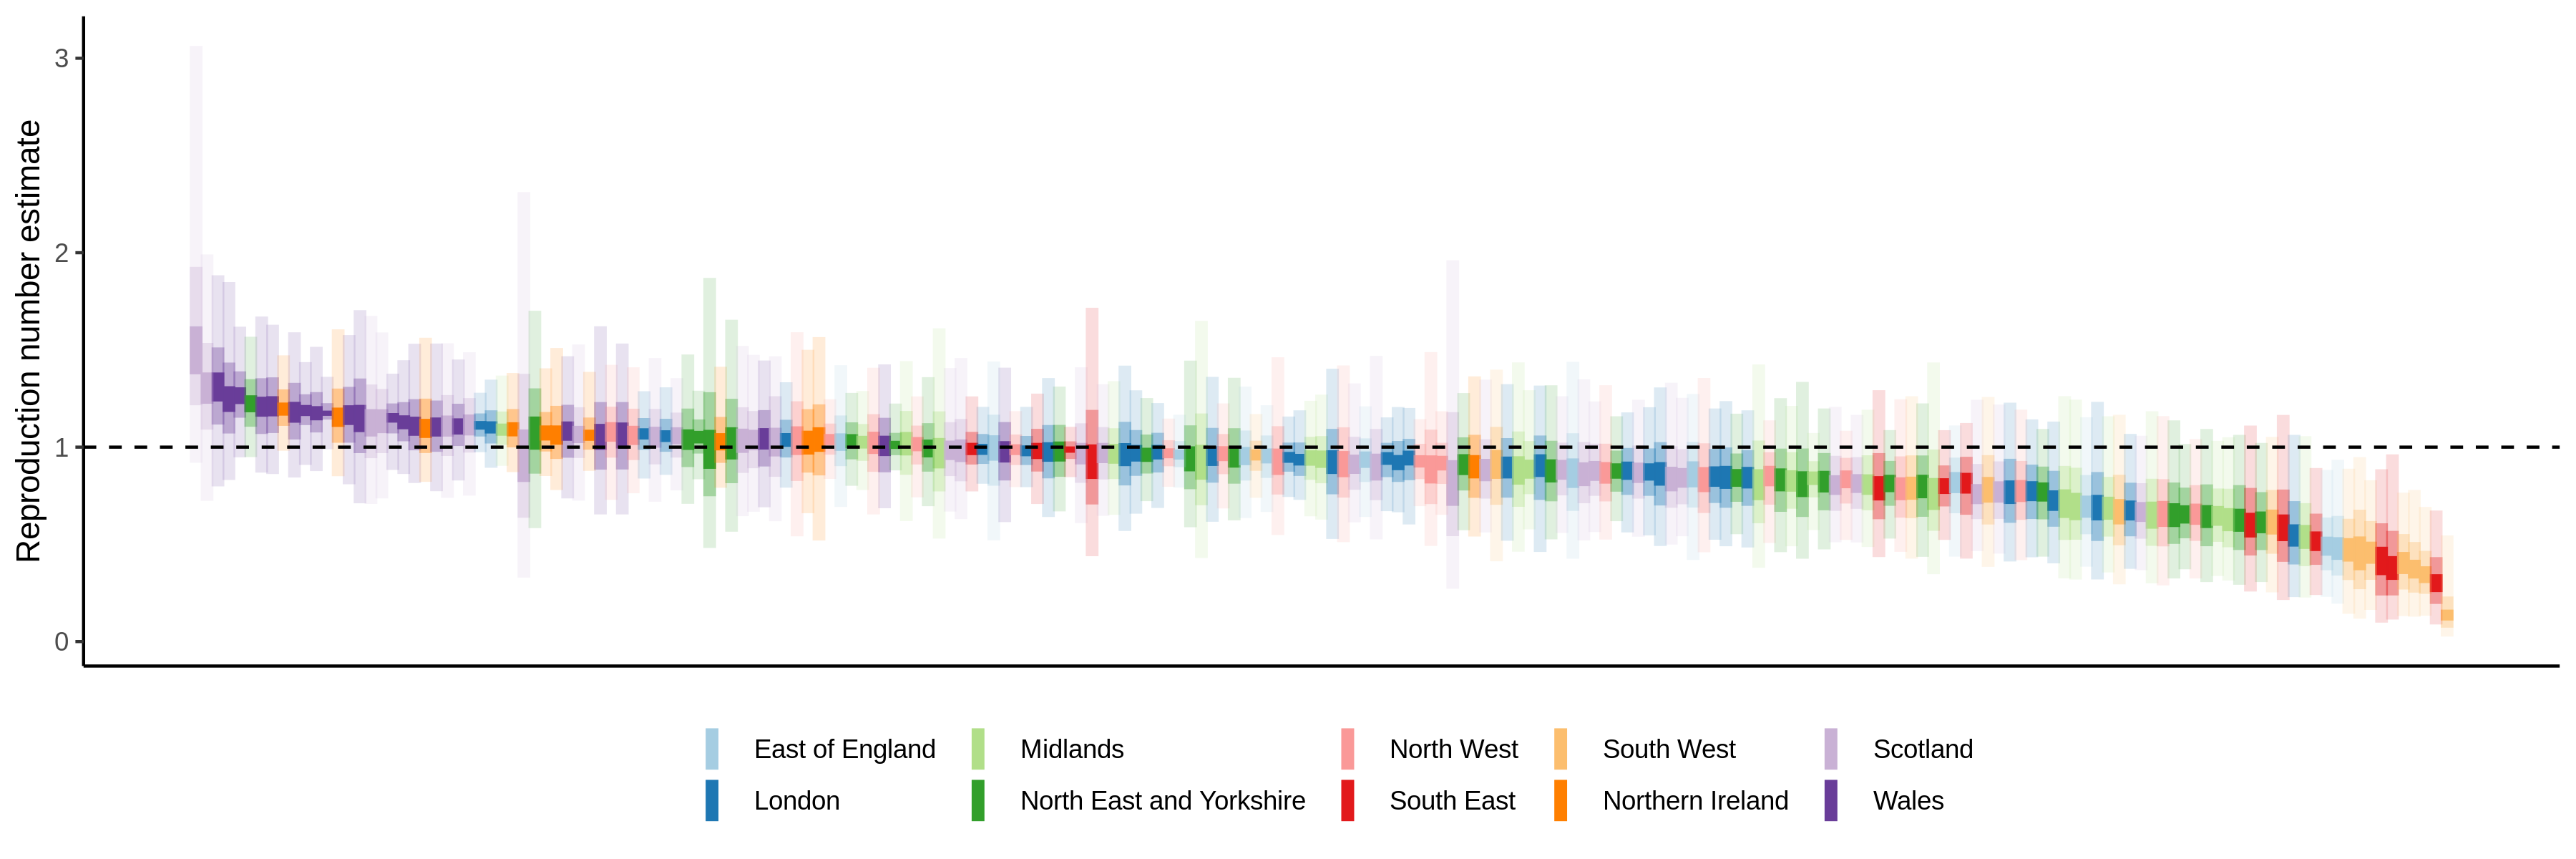 Reproduction number estimate
3
2
1
0
East of England Midlands North West South West Scotland
London North East and Yorkshire South East Northern Ireland Wales